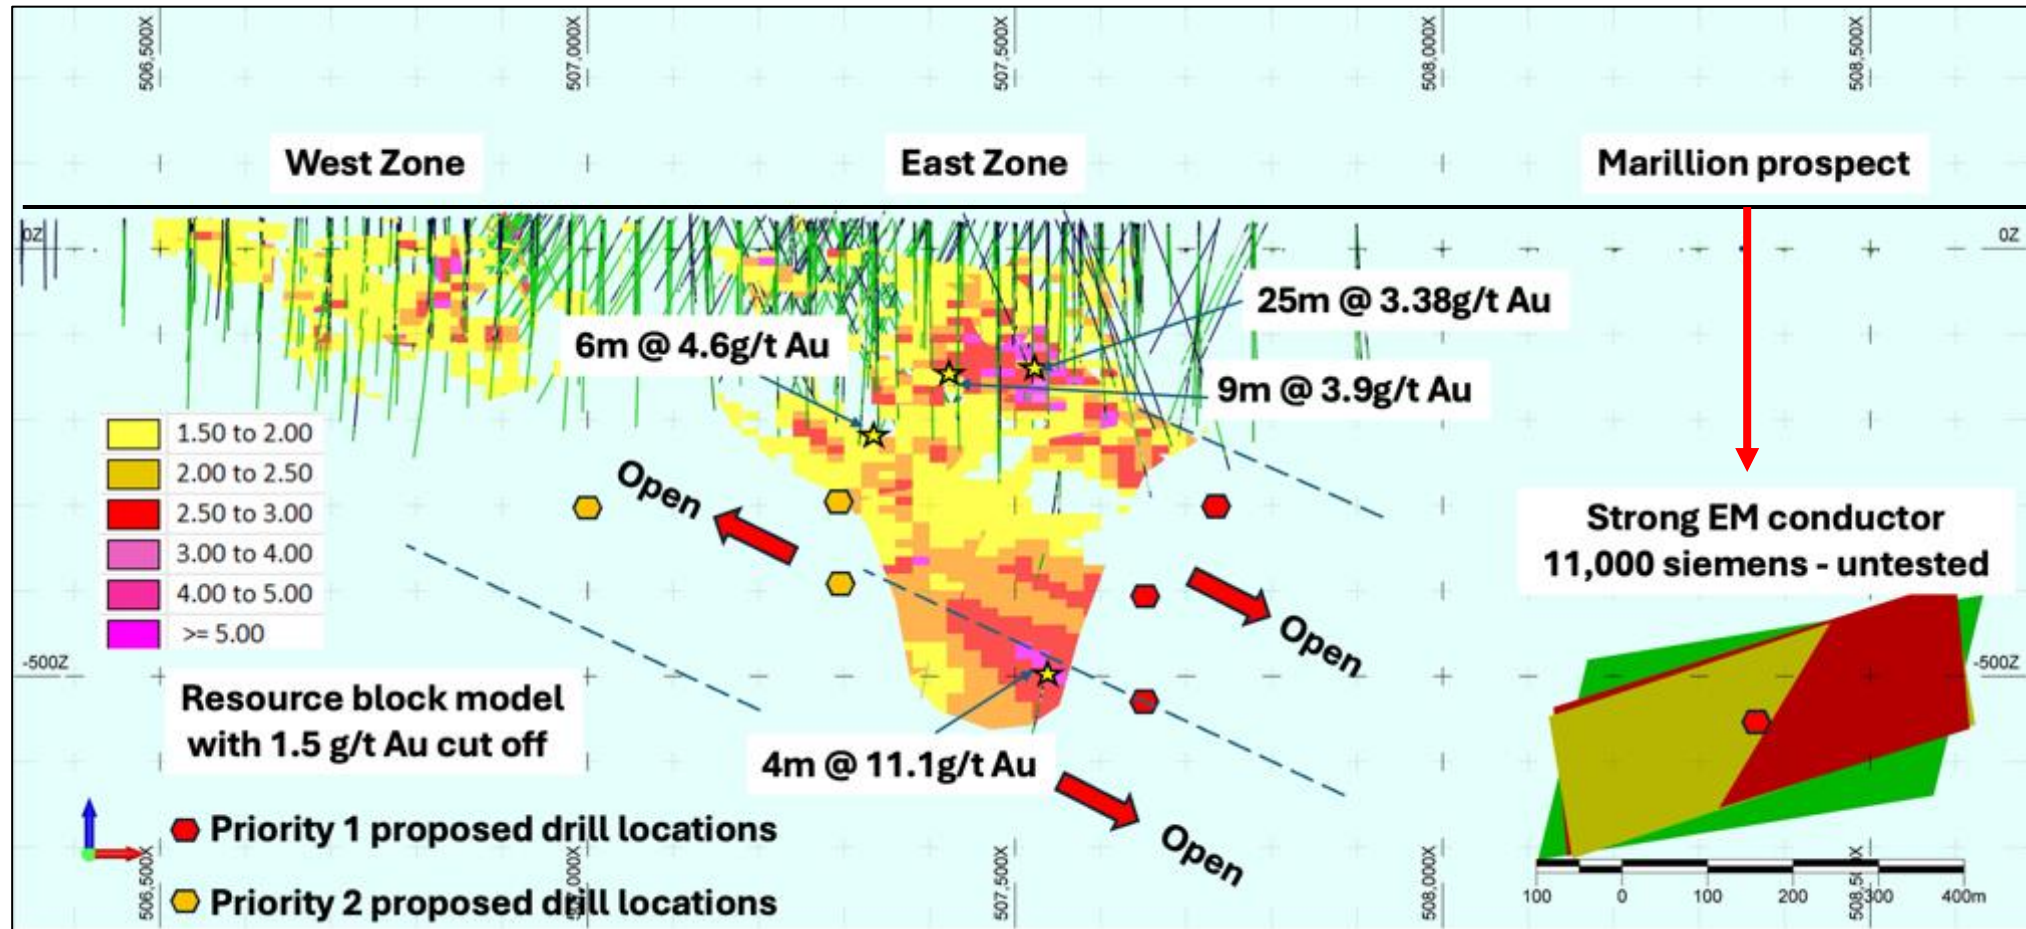 506,500X
507,000X
507,500X
508,000X
508,500X
West Zone
East Zone
Marillion prospect
0Z
0Z
25m @ 3.38g/t Au
6m @ 4.6g/t Au
9m @ 3.9g/t Au
1.50 to 2.00
2.00 to 2.50
2.50 to 3.00
3.00 to 4.00
4.00 to 5.00
>= 5.00
Open
Open
Strong EM conductor
11,000 siemens - untested
-500Z
-500Z
Resource block model
with 1.5 g/t Au cut off
4m @ 11.1g/t Au
Open
Priority 1 proposed drill locations
Priority 2 proposed drill locations
506,500X
507,000X
507,500X
508,000X
100 0 100 200 300 400m